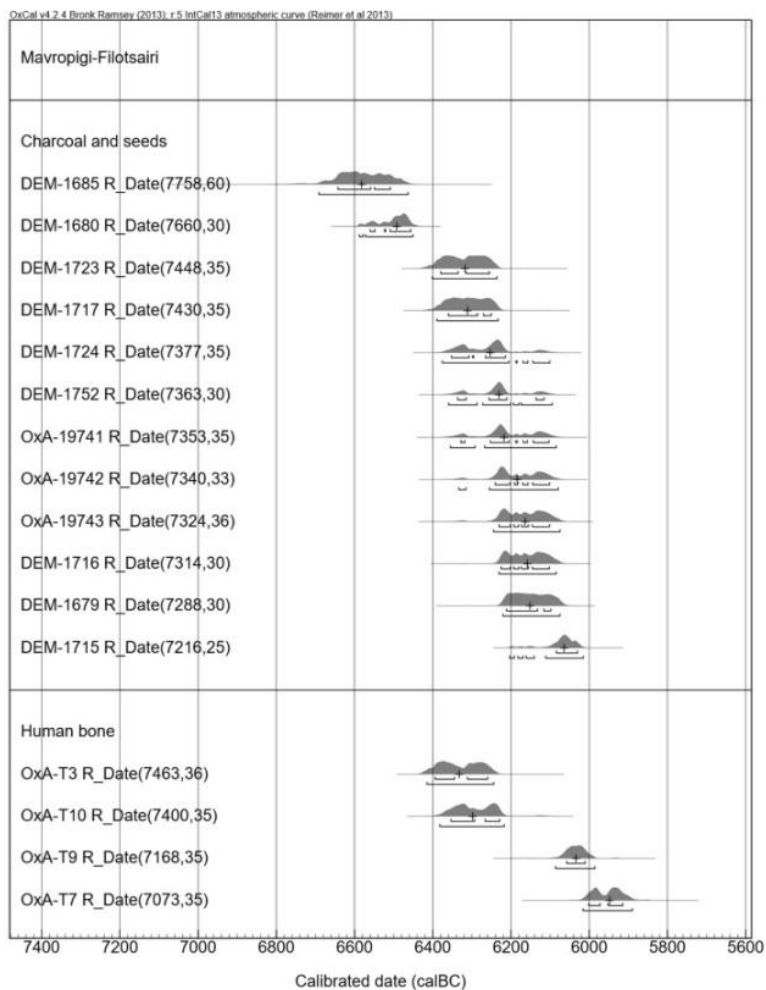 OxCal v4.2.4 Bronk Ramsey (2013); r:5 IntCal13 atmospheric curve (Reimer et al 2013)
Mavropigi-Filotsairi
Charcoal and seeds
DEM-1685 R_Date(7758,60)
DEM-1680 R_Date(7660,30)
DEM-1723 R_Date(7448,35)
DEM-1717 R_Date(7430,35)
DEM-1724 R_Date(7377,35)
DEM-1752 R_Date(7363,30)
OxA-19741 R_Date(7353,35)
OxA-19742 R_Date(7340,33)
OxA-19743 R_Date(7324,36)
DEM-1716 R_Date(7314,30)
DEM-1679 R_Date(7288,30)
DEM-1715 R_Date(7216,25)
Human bone
OxA-T3 R_Date(7463,36)
OxA-T10 R_Date(7400,35)
OxA-T9 R_Date(7168,35)
OxA-T7 R_Date(7073,35)
7400 7200 7000 6800 6600 6400 6200 6000 5800 5600
Calibrated date (calBC)